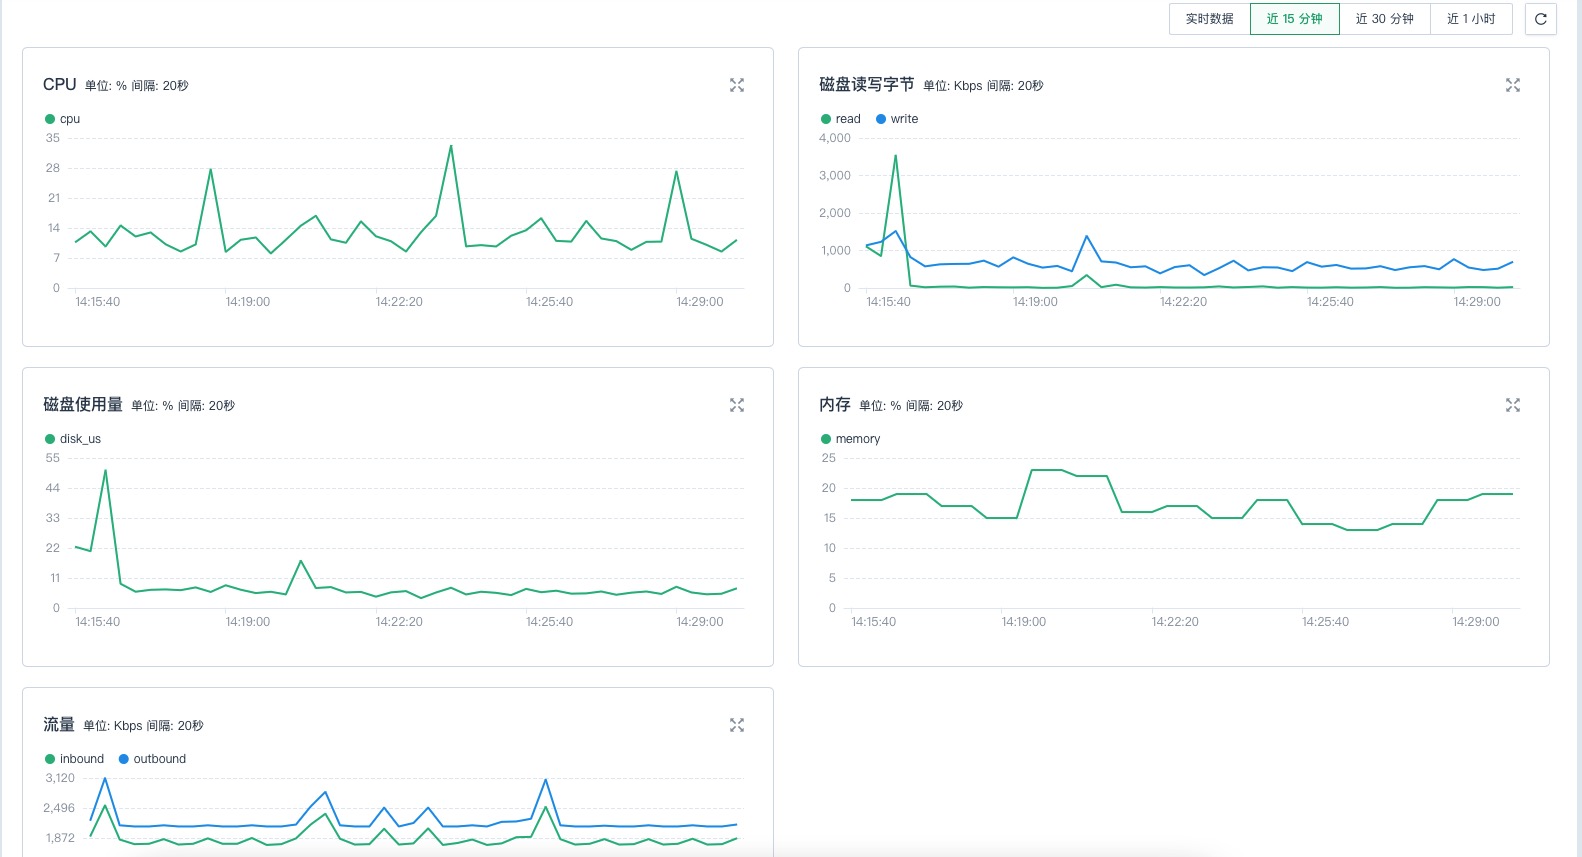 实时数据 近 15 分钟 近 30 分钟 近 1 小时
CPU 单位: % 间隔: 20秒
cpu
35
28
21
14
7
0
14:15:40 14:19:00 14:22:20 14:25:40 14:29:00
磁盘读写字节 单位: Kbps 间隔: 20秒
read write
4,000
3,000
2,000
1,000
0
14:15:40 14:19:00 14:22:20 14:25:40 14:29:00
磁盘使用量 单位: % 间隔: 20秒
disk_us
55
44
33
22
11
0
14:15:40 14:19:00 14:22:20 14:25:40 14:29:00
内存 单位: % 间隔: 20秒
memory
25
20
15
10
5
0
14:15:40 14:19:00 14:22:20 14:25:40 14:29:00
流量 单位: Kbps 间隔: 20秒
inbound outbound
3,120
2,496
1,872